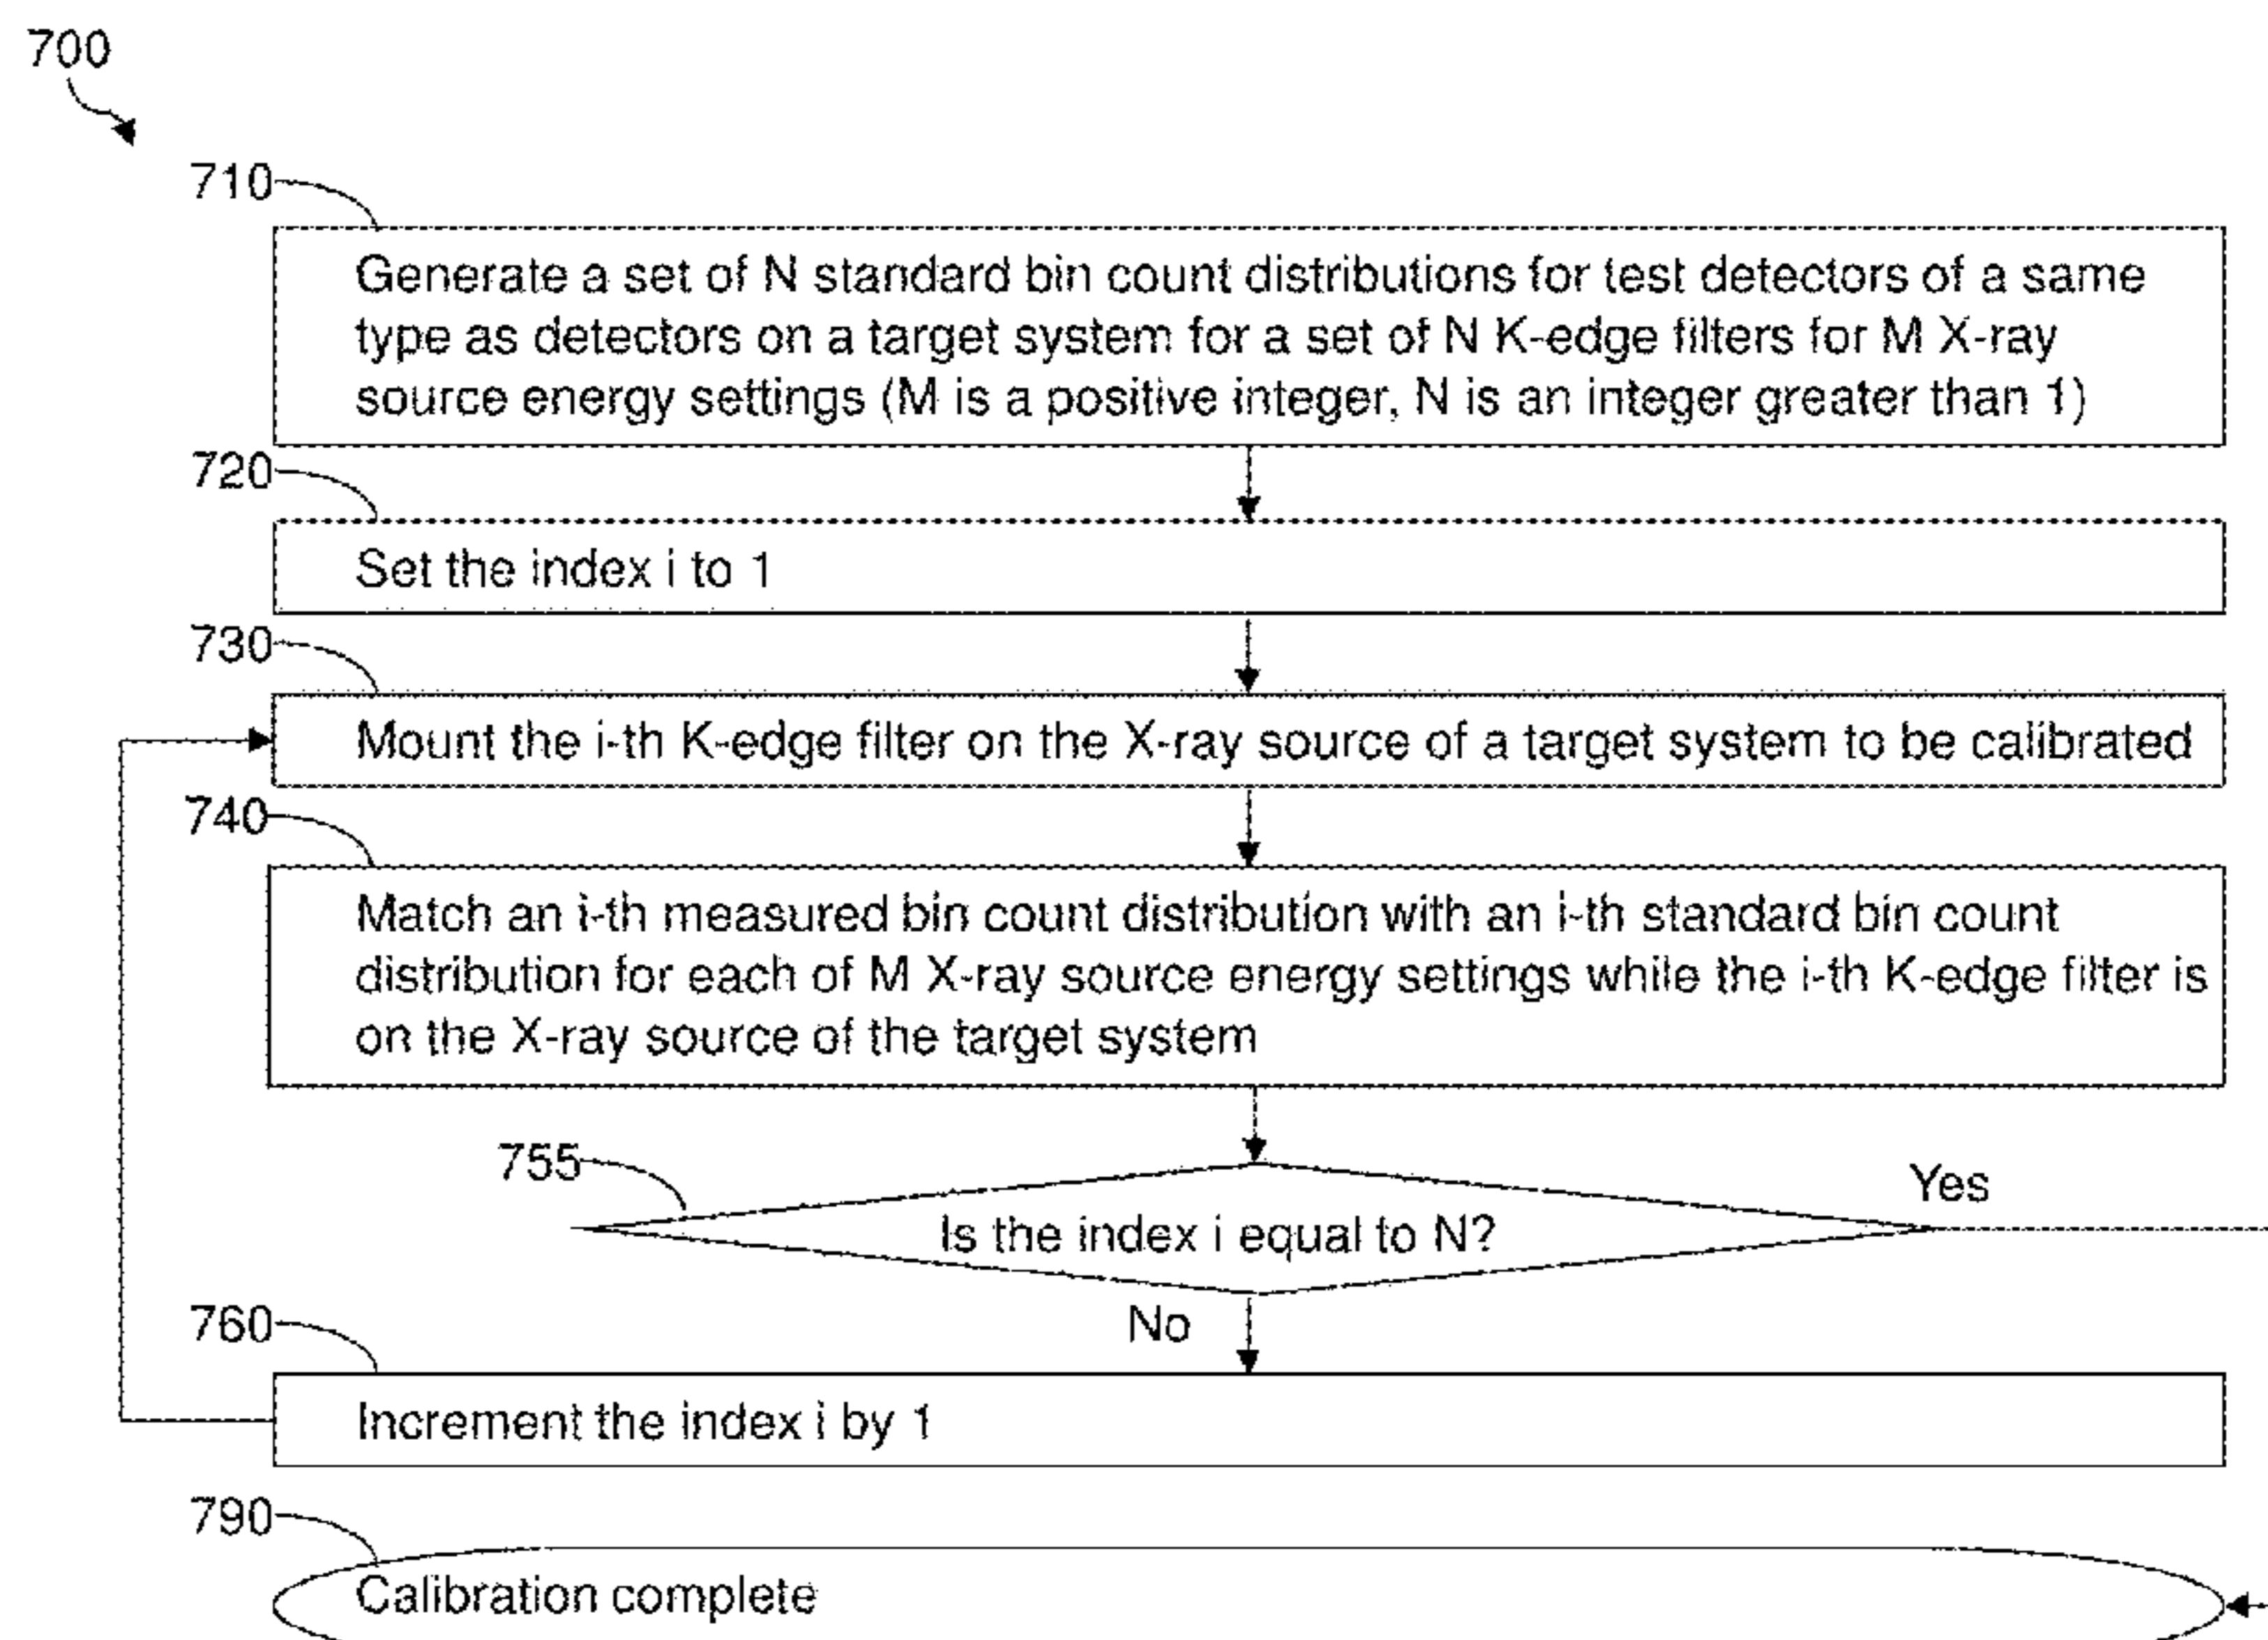 700
710
Generate a set of N standard bin count distributions for test detectors of a same
type as detectors on a target system for a set of N K-edge filters for M X-ray
source energy settings (M is a positive integer, N is an integer greater than 1)
720
Set the index i to 1
730
Mount the i-th K-edge filter on the X-ray source of a target system to be calibrated
740
Match an i-th measured bin count distribution with an i-th standard bin count
distribution for each of M X-ray source energy settings while the i-th K-edge filter is
on the X-ray source of the target system
755
Yes
Is the index i equal to N?
No
760
Increment the index i by 1
790
Calibration complete